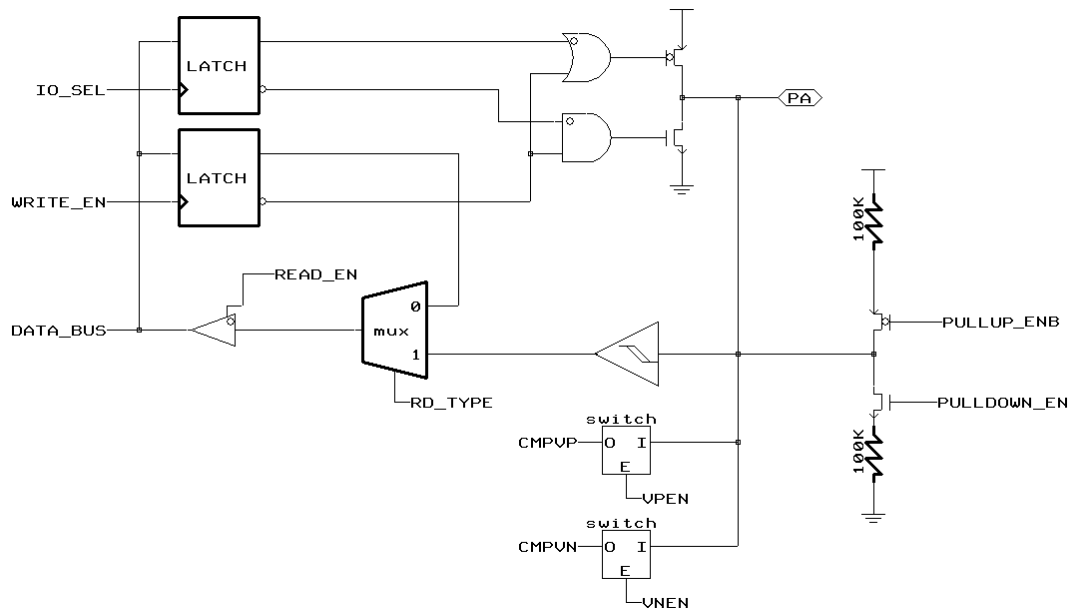 LATCH
IO_SEL
PA
LATCH
WRITE_EN
100K
READ_EN
0
DATA_BUS
mux
PULLUP_ENB
1
RD_TYPE
PULLDOWN_EN
switch
CMPVP
O I
E
100K
VPEN
switch
CMPVN
O I
E
VNEN